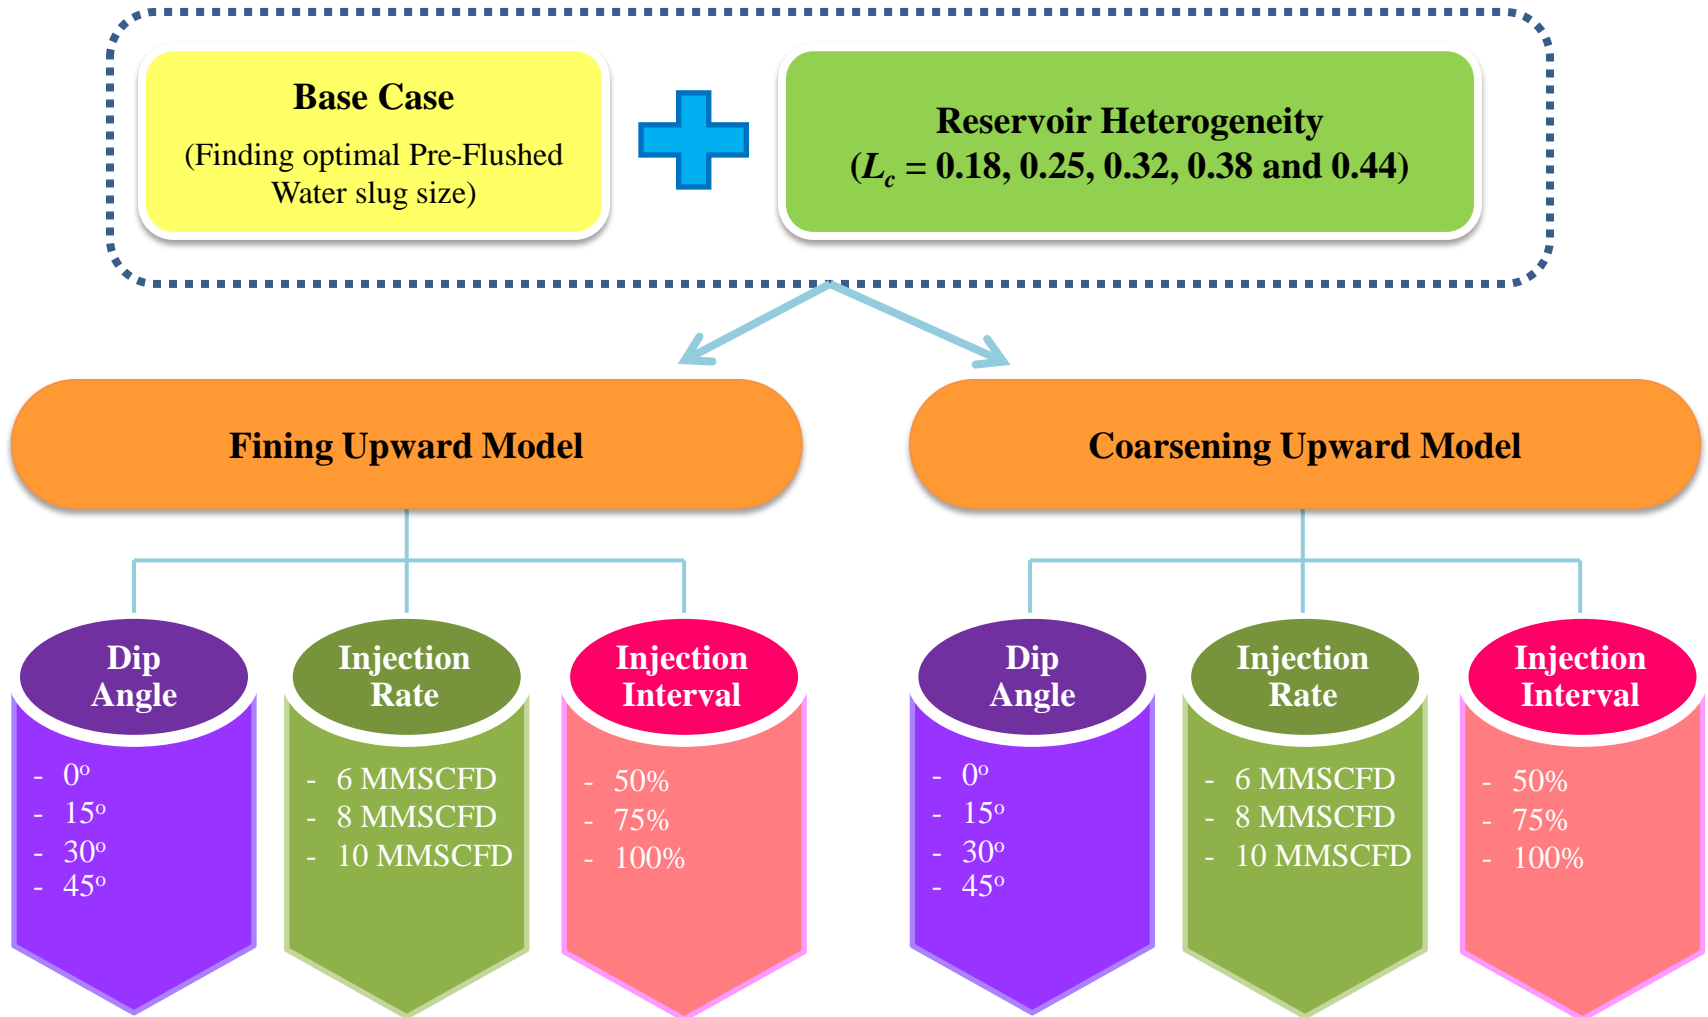 Base Case
(Finding optimal Pre-Flushed
Water slug size)
Reservoir Heterogeneity
(Lc = 0.18, 0.25, 0.32, 0.38 and 0.44)
Fining Upward Model
Coarsening Upward Model
Dip
Angle
- 0º
- 15º
- 30º
- 45º
Injection
Rate
- 6 MMSCFD
- 8 MMSCFD
- 10 MMSCFD
Injection
Interval
- 50%
- 75%
- 100%
Dip
Angle
- 0º
- 15º
- 30º
- 45º
Injection
Rate
- 6 MMSCFD
- 8 MMSCFD
- 10 MMSCFD
Injection
Interval
- 50%
- 75%
- 100%